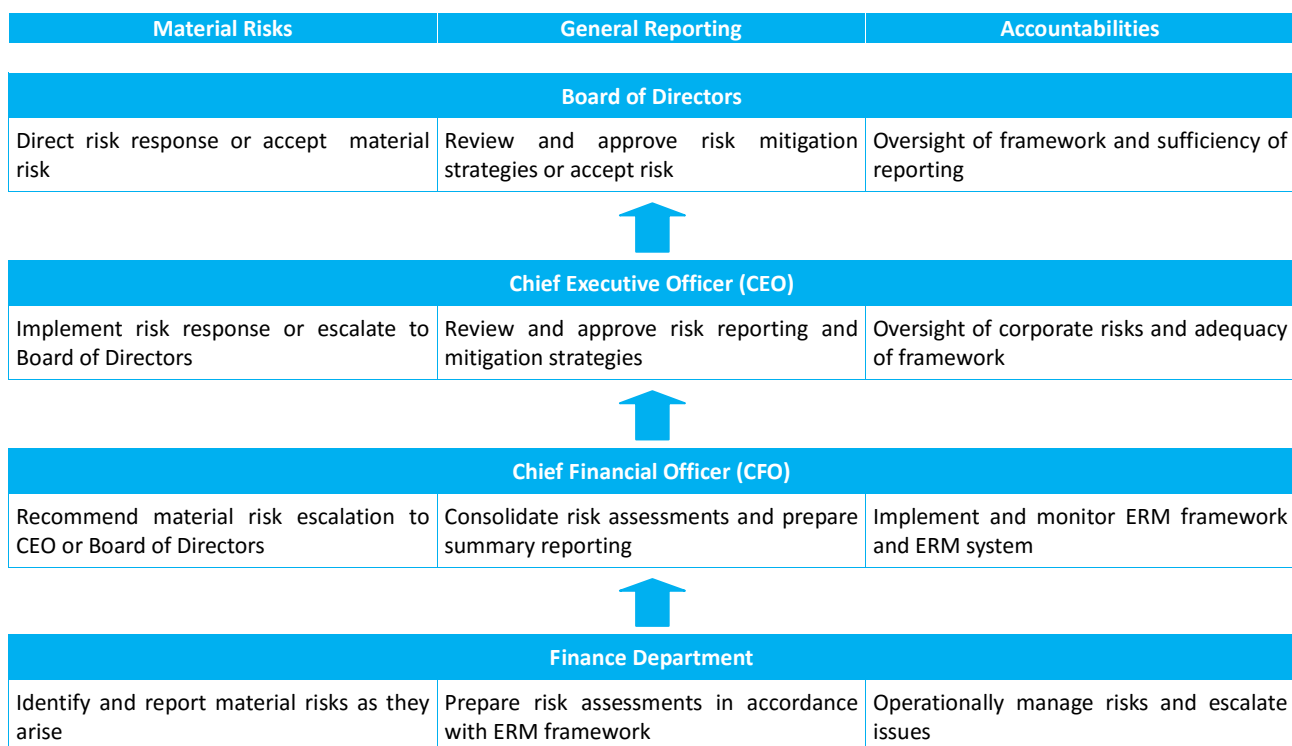 Material Risks General Reporting Accountabilities
Board of Directors
Direct risk response or accept material
risk
Review and approve risk mitigation
strategies or accept risk
Oversight of framework and sufficiency of
reporting
Chief Executive Officer (CEO)
Implement risk response or escalate to
Board of Directors
Review and approve risk reporting and
mitigation strategies
Oversight of corporate risks and adequacy
of framework
Chief Financial Officer (CFO)
Recommend material risk escalation to
CEO or Board of Directors
Consolidate risk assessments and prepare
summary reporting
Implement and monitor ERM framework
and ERM system
Finance Department
Identify and report material risks as they
arise
Prepare risk assessments in accordance
with ERM framework
Operationally manage risks and escalate
issues